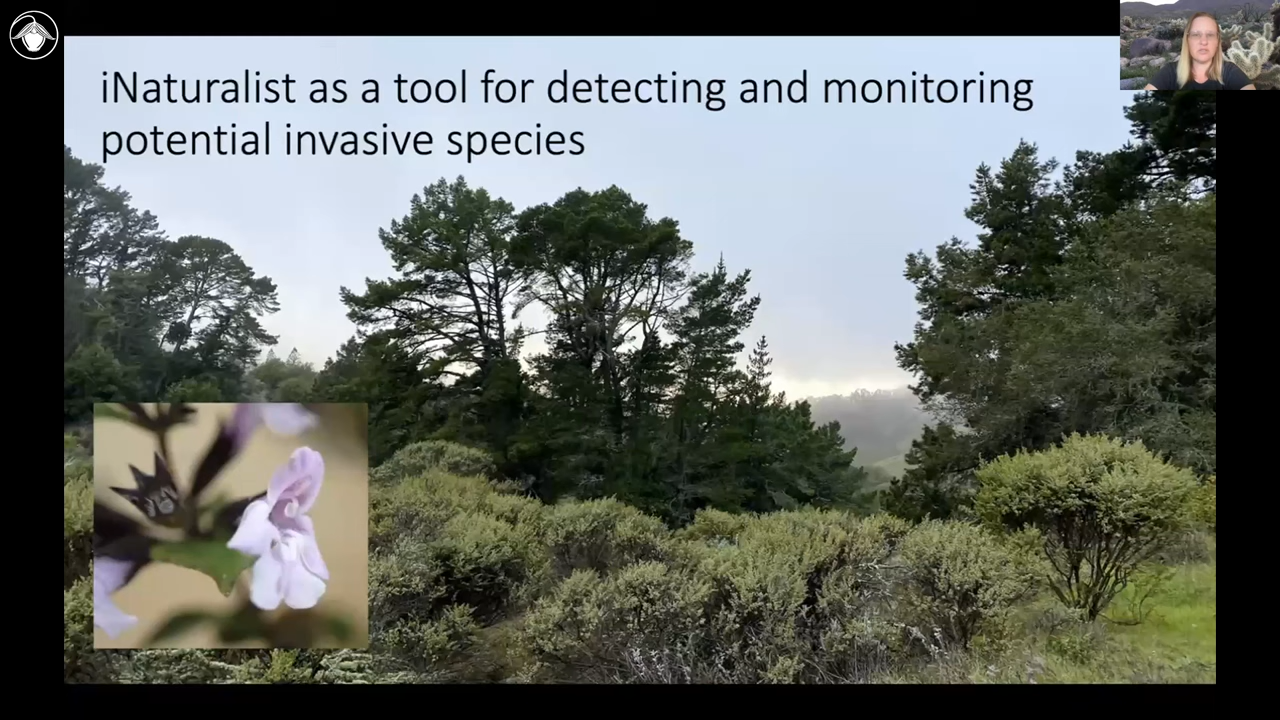 iNaturalist as a tool for detecting and monitoring
potential invasive species